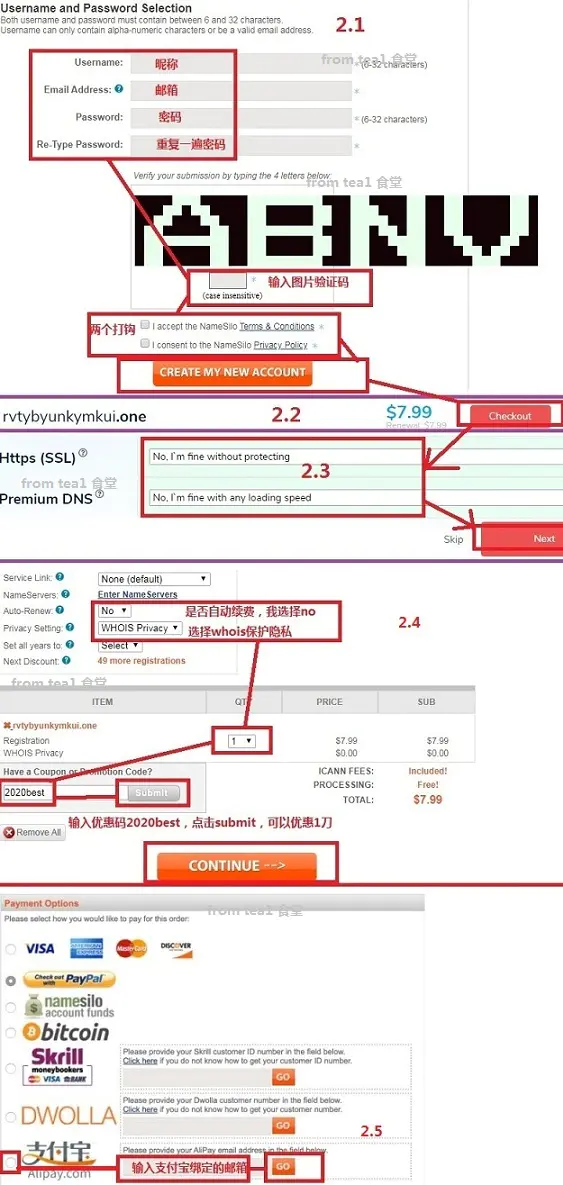 Username and Password Selection
Both username and password must contain between 6 and 32 characters.
Username can only contain alpha-numeric characters or be a valid email address.
2.1
from tea1 食堂
Username: 昵称 * (6-32 characters)
Email Address: ? 邮箱 *
Password: 密码 * (6-32 characters)
Re-Type Password: 重复一遍密码 *
Verify your submission by typing the 4 letters below:
from tea1 食堂
ABNV
* 输入图片验证码
(case insensitive)
两个打钩 I accept the NameSilo Terms & Conditions *
I consent to the NameSilo Privacy Policy *
CREATE MY NEW ACCOUNT
rvtybyunkymkui.one 2.2 $7.99 Checkout
Renewal $7.99
Https (SSL) ? No, I`m fine without protecting
2.3
from tea1 食堂
Premium DNS ? No, I`m fine with any loading speed
Skip Next
Service Link: ? None (default)
NameServers: ? Enter NameServers
Auto-Renew: ? No 是否自动续费，我选择no
2.4
Privacy Setting: ? WHOIS Privacy 选择whois保护隐私
Set all years to: ? Select
Next Discount: ? 49 more registrations
from tea1 食堂
ITEM QTY PRICE SUB
rvtybyunkymkui.one
Registration 1 $7.99 $7.99
WHOIS Privacy $0.00 $0.00
Have a Coupon or Promotion Code? ICANN FEES: Included!
PROCESSING: Free!
2020best Submit TOTAL: $7.99
输入优惠码2020best，点击submit，可以优惠1刀
Remove All
CONTINUE -->
Payment Options
from tea1 食堂
Please select how you would like to pay for this order:
VISA AMERICAN EXPRESS MasterCard DISCOVER
Check out with PayPal
namesilo
account funds
bitcoin
Skrill
moneybookers
VISA
Please provide your Skrill customer ID number in the field below.
Click here if you do not know how to get your customer ID number.
GO
DWOLLA
Please provide your Dwolla customer number in the field below.
Click here if you do not know how to get your customer number.
GO
2.5
支付宝
Alipay.com
Please provide your AliPay email address in the field below.
输入支付宝绑定的邮箱 GO